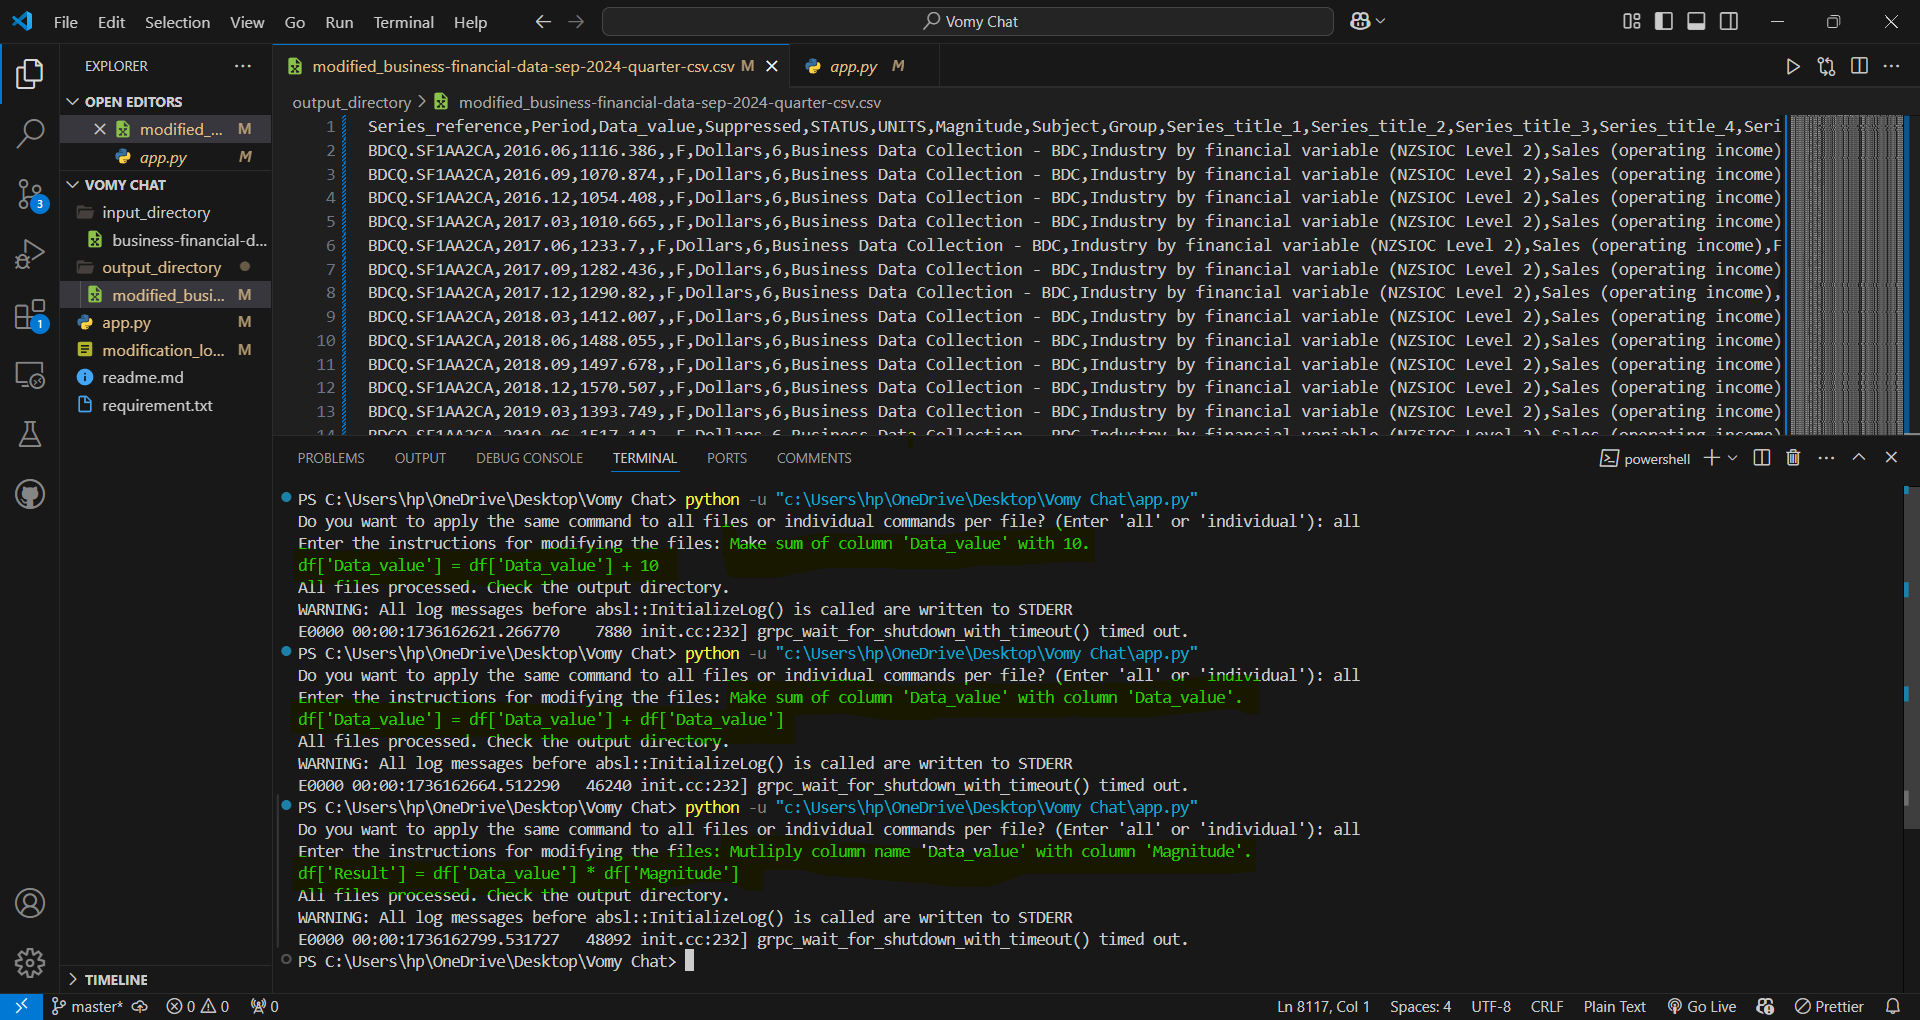 File Edit Selection View Go Run Terminal Help
Vomy Chat
EXPLORER
OPEN EDITORS
modified_... M
app.py M
VOMY CHAT
input_directory
business-financial-d...
output_directory
modified_busi... M
app.py M
modification_lo... M
readme.md
requirement.txt
TIMELINE
3
1
modified_business-financial-data-sep-2024-quarter-csv.csv M
app.py M
output_directory > modified_business-financial-data-sep-2024-quarter-csv.csv
1 Series_reference,Period,Data_value,Suppressed,STATUS,UNITS,Magnitude,Subject,Group,Series_title_1,Series_title_2,Series_title_3,Series_title_4,Seri
2 BDCQ.SF1AA2CA,2016.06,1116.386,,F,Dollars,6,Business Data Collection - BDC,Industry by financial variable (NZSIOC Level 2),Sales (operating income)
3 BDCQ.SF1AA2CA,2016.09,1070.874,,F,Dollars,6,Business Data Collection - BDC,Industry by financial variable (NZSIOC Level 2),Sales (operating income)
4 BDCQ.SF1AA2CA,2016.12,1054.408,,F,Dollars,6,Business Data Collection - BDC,Industry by financial variable (NZSIOC Level 2),Sales (operating income)
5 BDCQ.SF1AA2CA,2017.03,1010.665,,F,Dollars,6,Business Data Collection - BDC,Industry by financial variable (NZSIOC Level 2),Sales (operating income)
6 BDCQ.SF1AA2CA,2017.06,1233.7,,F,Dollars,6,Business Data Collection - BDC,Industry by financial variable (NZSIOC Level 2),Sales (operating income),F
7 BDCQ.SF1AA2CA,2017.09,1282.436,,F,Dollars,6,Business Data Collection - BDC,Industry by financial variable (NZSIOC Level 2),Sales (operating income)
8 BDCQ.SF1AA2CA,2017.12,1290.82,,F,Dollars,6,Business Data Collection - BDC,Industry by financial variable (NZSIOC Level 2),Sales (operating income),
9 BDCQ.SF1AA2CA,2018.03,1412.007,,F,Dollars,6,Business Data Collection - BDC,Industry by financial variable (NZSIOC Level 2),Sales (operating income)
10 BDCQ.SF1AA2CA,2018.06,1488.055,,F,Dollars,6,Business Data Collection - BDC,Industry by financial variable (NZSIOC Level 2),Sales (operating income)
11 BDCQ.SF1AA2CA,2018.09,1497.678,,F,Dollars,6,Business Data Collection - BDC,Industry by financial variable (NZSIOC Level 2),Sales (operating income)
12 BDCQ.SF1AA2CA,2018.12,1570.507,,F,Dollars,6,Business Data Collection - BDC,Industry by financial variable (NZSIOC Level 2),Sales (operating income)
13 BDCQ.SF1AA2CA,2019.03,1393.749,,F,Dollars,6,Business Data Collection - BDC,Industry by financial variable (NZSIOC Level 2),Sales (operating income)
PROBLEMS OUTPUT DEBUG CONSOLE TERMINAL PORTS COMMENTS powershell
PS C:\Users\hp\OneDrive\Desktop\Vomy Chat> python -u "c:\Users\hp\OneDrive\Desktop\Vomy Chat\app.py"
Do you want to apply the same command to all files or individual commands per file? (Enter 'all' or 'individual'): all
Enter the instructions for modifying the files: Make sum of column 'Data_value' with 10.
df['Data_value'] = df['Data_value'] + 10
All files processed. Check the output directory.
WARNING: All log messages before absl::InitializeLog() is called are written to STDERR
E0000 00:00:1736162621.266770 7880 init.cc:232] grpc_wait_for_shutdown_with_timeout() timed out.
PS C:\Users\hp\OneDrive\Desktop\Vomy Chat> python -u "c:\Users\hp\OneDrive\Desktop\Vomy Chat\app.py"
Do you want to apply the same command to all files or individual commands per file? (Enter 'all' or 'individual'): all
Enter the instructions for modifying the files: Make sum of column 'Data_value' with column 'Data_value'.
df['Data_value'] = df['Data_value'] + df['Data_value']
All files processed. Check the output directory.
WARNING: All log messages before absl::InitializeLog() is called are written to STDERR
E0000 00:00:1736162664.512290 46240 init.cc:232] grpc_wait_for_shutdown_with_timeout() timed out.
PS C:\Users\hp\OneDrive\Desktop\Vomy Chat> python -u "c:\Users\hp\OneDrive\Desktop\Vomy Chat\app.py"
Do you want to apply the same command to all files or individual commands per file? (Enter 'all' or 'individual'): all
Enter the instructions for modifying the files: Mutliply column name 'Data_value' with column 'Magnitude'.
df['Result'] = df['Data_value'] * df['Magnitude']
All files processed. Check the output directory.
WARNING: All log messages before absl::InitializeLog() is called are written to STDERR
E0000 00:00:1736162799.531727 48092 init.cc:232] grpc_wait_for_shutdown_with_timeout() timed out.
PS C:\Users\hp\OneDrive\Desktop\Vomy Chat>
master* 0 0 0 Ln 8117, Col 1 Spaces: 4 UTF-8 CRLF Plain Text Go Live Prettier